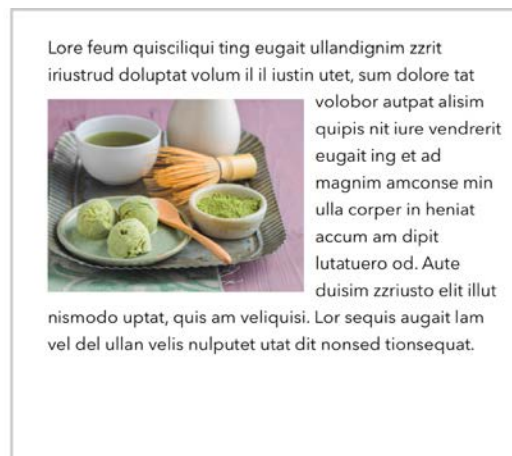 Lore feum quisciliqui ting eugait ullandignim zzrit
iriustrud doluptat volum il il iustin utet, sum dolore tat
volobor autpat alisim
quipis nit iure vendrerit
eugait ing et ad
magnim amconse min
ulla corper in heniat
accum am dipit
lutatuero od. Aute
duisim zzriusto elit illut
nismodo uptat, quis am veliquisi. Lor sequis augait lam
vel del ullan velis nulputet utat dit nonsed tionsequat.